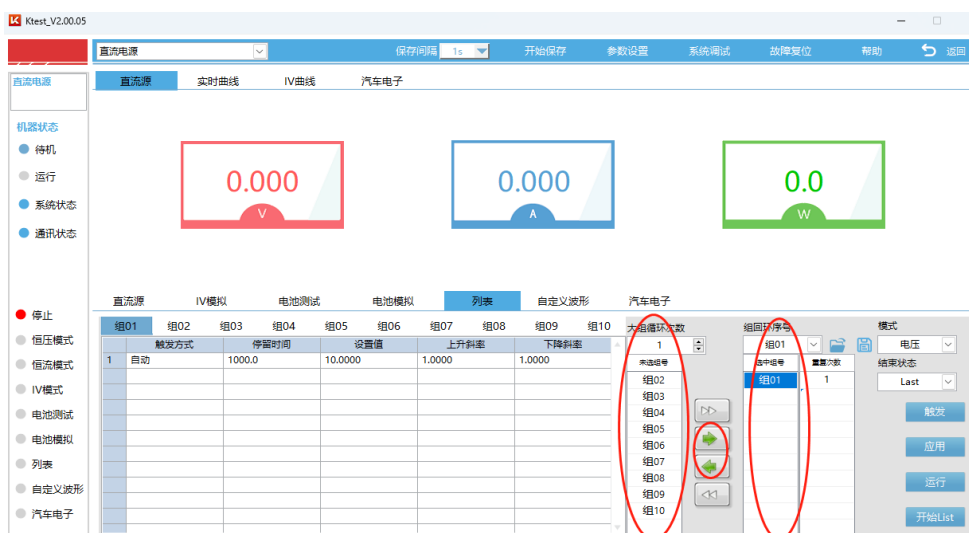 Ktest_V2.00.05
直流电源 保存间隔 1s 开始保存 参数设置 系统调试 故障复位 帮助 返回
直流电源
直流源 实时曲线 IV曲线 汽车电子
机器状态
待机
运行
系统状态
通讯状态
0.000 0.000 0.0
V A W
直流源 IV模拟 电池测试 电池模拟 列表 自定义波形 汽车电子
停止
恒压模式
恒流模式
IV模式
电池测试
电池模拟
列表
自定义波形
汽车电子
组01 组02 组03 组04 组05 组06 组07 组08 组09 组10
触发方式 停留时间 设置值 上升斜率 下降斜率
1 自动 1000.0 10.0000 1.0000 1.0000
大组循环次数
1
未选组号
组02
组03
组04
组05
组06
组07
组08
组09
组10
组回环序号
组01
选中组号 重复次数
组01 1
模式
电压
结束状态
Last
触发
应用
运行
开始List